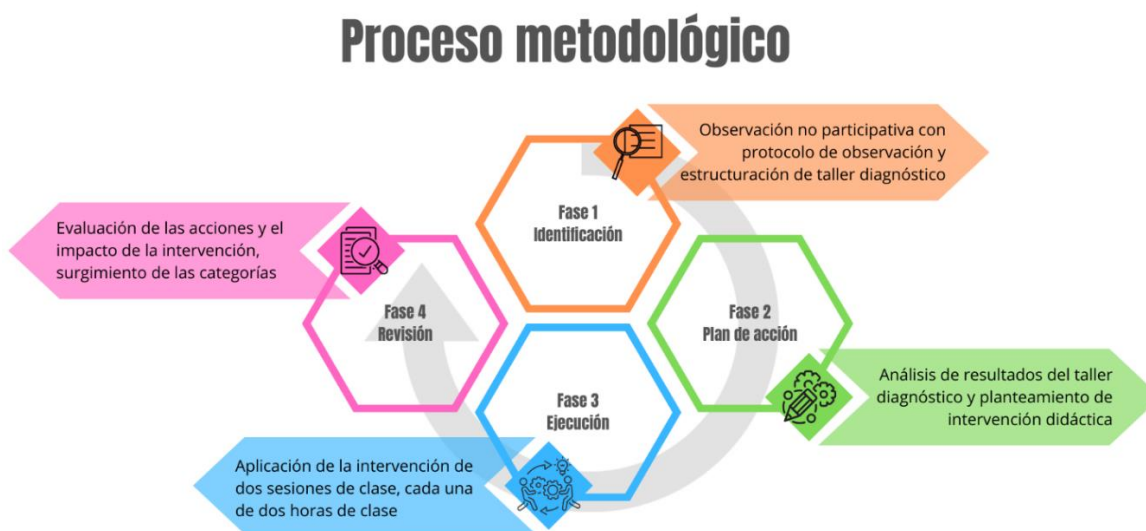 Proceso metodológico
Observación no participativa con
protocolo de observación y
estructuración de taller diagnóstico
Fase 1
Identificación
Evaluación de las acciones y el
impacto de la intervención,
surgimiento de las categorías
Fase 4
Revisión
Fase 2
Plan de acción
Análisis de resultados del taller
diagnóstico y planteamiento de
intervención didáctica
Fase 3
Ejecución
Aplicación de la intervención de
dos sesiones de clase, cada una
de dos horas de clase